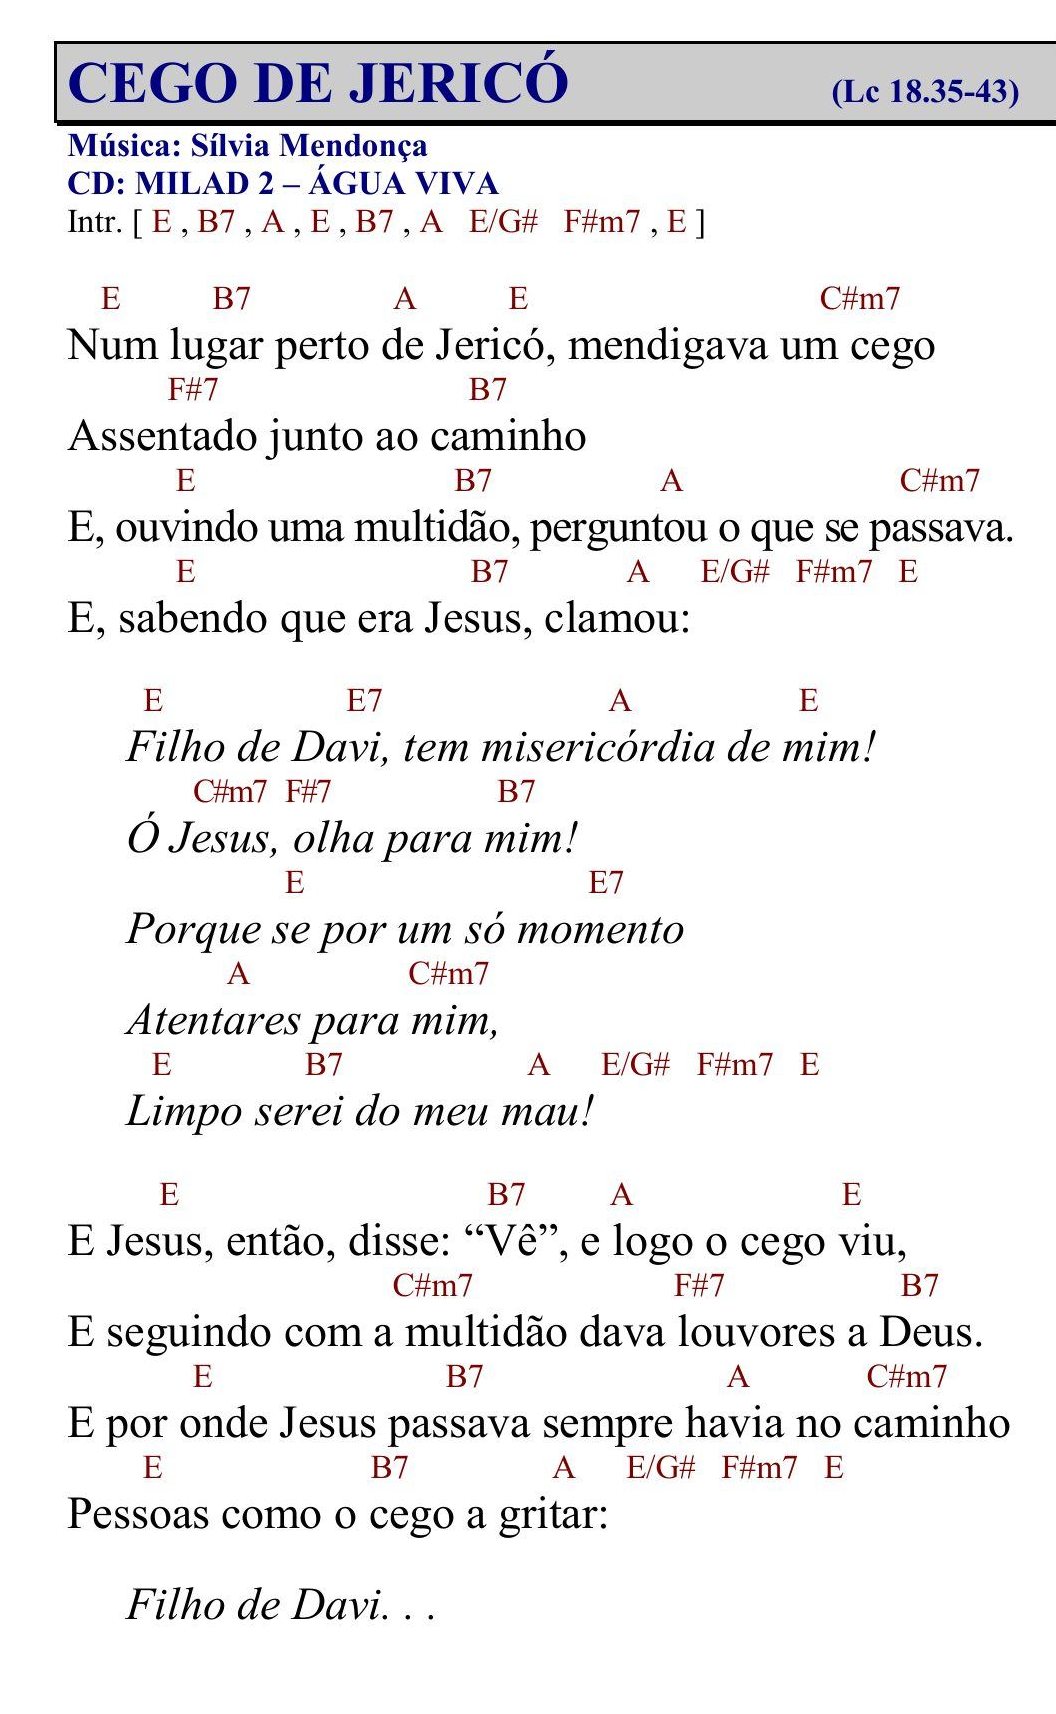 CEGO DE JERICÓ (Lc 18.35-43)
Música: Sílvia Mendonça
CD: MILAD 2 – ÁGUA VIVA
Intr. [ E , B7 , A , E , B7 , A E/G# F#m7 , E ]
E B7 A E C#m7
Num lugar perto de Jericó, mendigava um cego
F#7 B7
Assentado junto ao caminho
E B7 A C#m7
E, ouvindo uma multidão, perguntou o que se passava.
E B7 A E/G# F#m7 E
E, sabendo que era Jesus, clamou:
E E7 A E
Filho de Davi, tem misericórdia de mim!
C#m7 F#7 B7
Ó Jesus, olha para mim!
E E7
Porque se por um só momento
A C#m7
Atentares para mim,
E B7 A E/G# F#m7 E
Limpo serei do meu mau!
E B7 A E
E Jesus, então, disse: “Vê”, e logo o cego viu,
C#m7 F#7 B7
E seguindo com a multidão dava louvores a Deus.
E B7 A C#m7
E por onde Jesus passava sempre havia no caminho
E B7 A E/G# F#m7 E
Pessoas como o cego a gritar:
Filho de Davi. . .